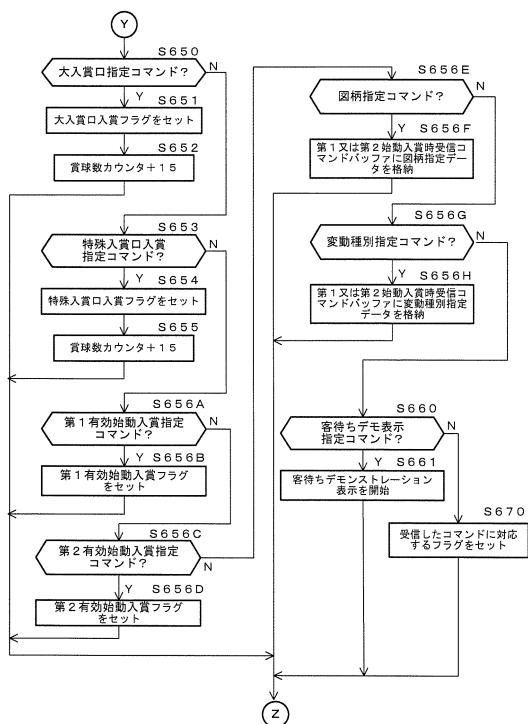 Y
S650
大入賞口指定コマンド？
N
Y
S651
大入賞口入賞フラグをセット
S652
賞球数カウンタ＋１５
S653
特殊入賞口入賞
指定コマンド？
N
Y
S654
特殊入賞口入賞フラグをセット
S655
賞球数カウンタ＋１５
S656A
第１有効始動入賞指定
コマンド？
N
Y
S656B
第１有効始動入賞フラグ
をセット
S656C
第２有効始動入賞指定
コマンド？
N
Y
S656D
第２有効始動入賞フラグ
をセット
S656E
図柄指定コマンド？
N
Y
S656F
第１又は第２始動入賞時受信コ
マンドバッファに図柄指定デー
タを格納
S656G
変動種別指定コマンド？
N
Y
S656H
第１又は第２始動入賞時受信コ
マンドバッファに変動種別指定
データを格納
S660
客待ちデモ表示
指定コマンド？
N
Y
S661
客待ちデモンストレーション
表示を開始
S670
受信したコマンドに対応
するフラグをセット
Z